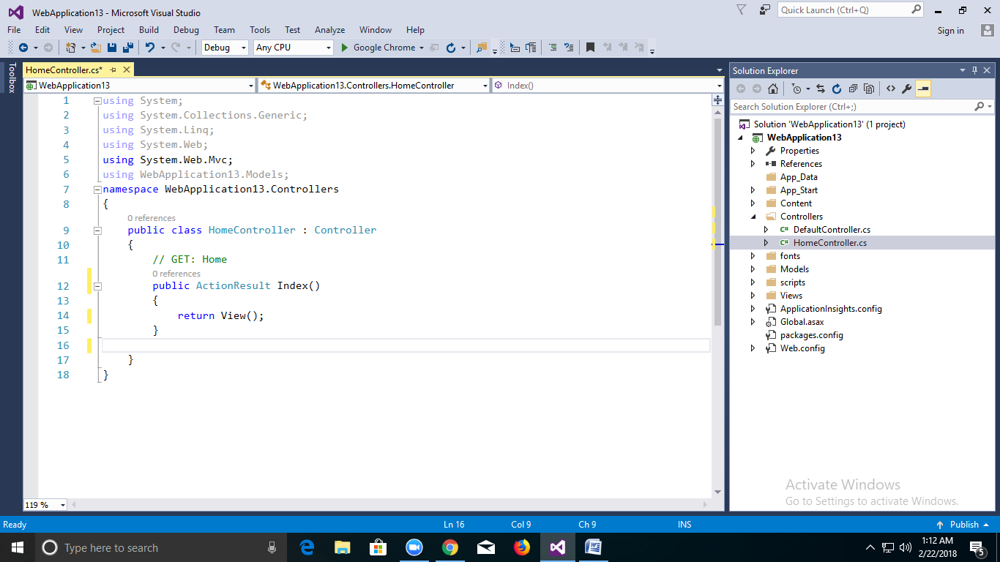 WebApplication13 - Microsoft Visual Studio
Quick Launch (Ctrl+Q)
File Edit View Project Build Debug Team Tools Test Analyze Window Help
Sign in
Debug Any CPU Google Chrome
Toolbox
HomeController.cs*
WebApplication13 WebApplication13.Controllers.HomeController Index()
1 using System;
2 using System.Collections.Generic;
3 using System.Linq;
4 using System.Web;
5 using System.Web.Mvc;
6 using WebApplication13.Models;
7 namespace WebApplication13.Controllers
8 {
0 references
9 public class HomeController : Controller
10 {
11 // GET: Home
0 references
12 public ActionResult Index()
13 {
14 return View();
15 }
16
17 }
18 }
119 %
Solution Explorer
Search Solution Explorer (Ctrl+;)
Solution 'WebApplication13' (1 project)
WebApplication13
Properties
References
App_Data
App_Start
Content
Controllers
C# DefaultController.cs
C# HomeController.cs
fonts
Models
scripts
Views
ApplicationInsights.config
Global.asax
packages.config
Web.config
Activate Windows
Go to Settings to activate Windows.
Ready Ln 16 Col 9 Ch 9 INS Publish
Type here to search
1:12 AM
2/22/2018
5